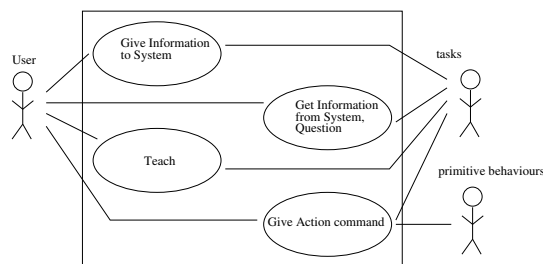 User
Give Information
to System
tasks
Get Information
from System,
Question
Teach
primitive behaviours
Give Action command